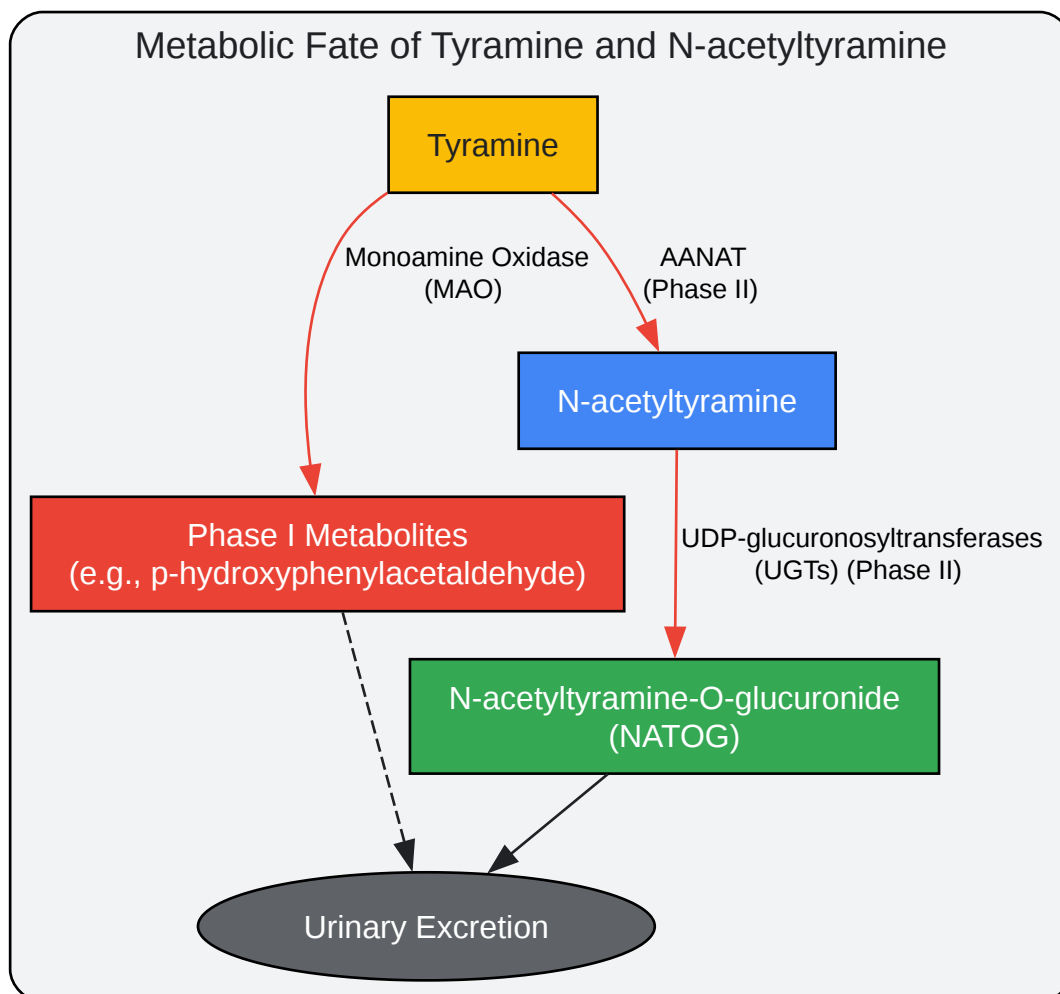 Metabolic Fate of Tyramine and N-acetyltyramine
Tyramine
Monoamine Oxidase
(MAO)
AANAT
(Phase II)
N-acetyltyramine
Phase I Metabolites
(e.g., p-hydroxyphenylacetaldehyde)
UDP-glucuronosyltransferases
(UGTs) (Phase II)
N-acetyltyramine-O-glucuronide
(NATOG)
Urinary Excretion